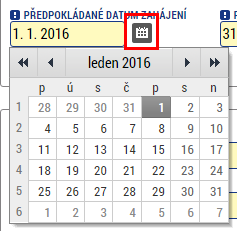 PŘEDPOKLÁDANÉ DATUM ZAHÁJENÍ
1. 1. 2016
31
leden 2016
p ú s č p s n
1 28 29 30 31 1 2 3
2 4 5 6 7 8 9 10
3 11 12 13 14 15 16 17
4 18 19 20 21 22 23 24
5 25 26 27 28 29 30 31
6 1 2 3 4 5 6 7